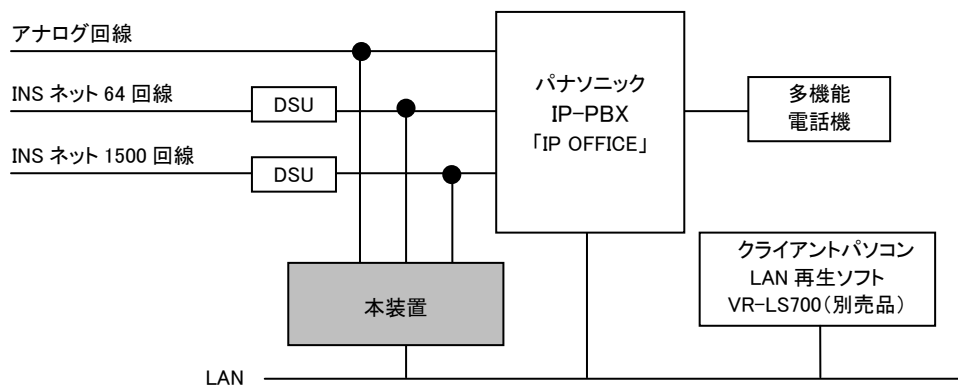 アナログ回線
INS ネット 64 回線
DSU
INS ネット 1500 回線
DSU
パナソニック
IP-PBX
「IP OFFICE」
多機能
電話機
本装置
クライアントパソコン
LAN 再生ソフト
VR-LS700（別売品）
LAN